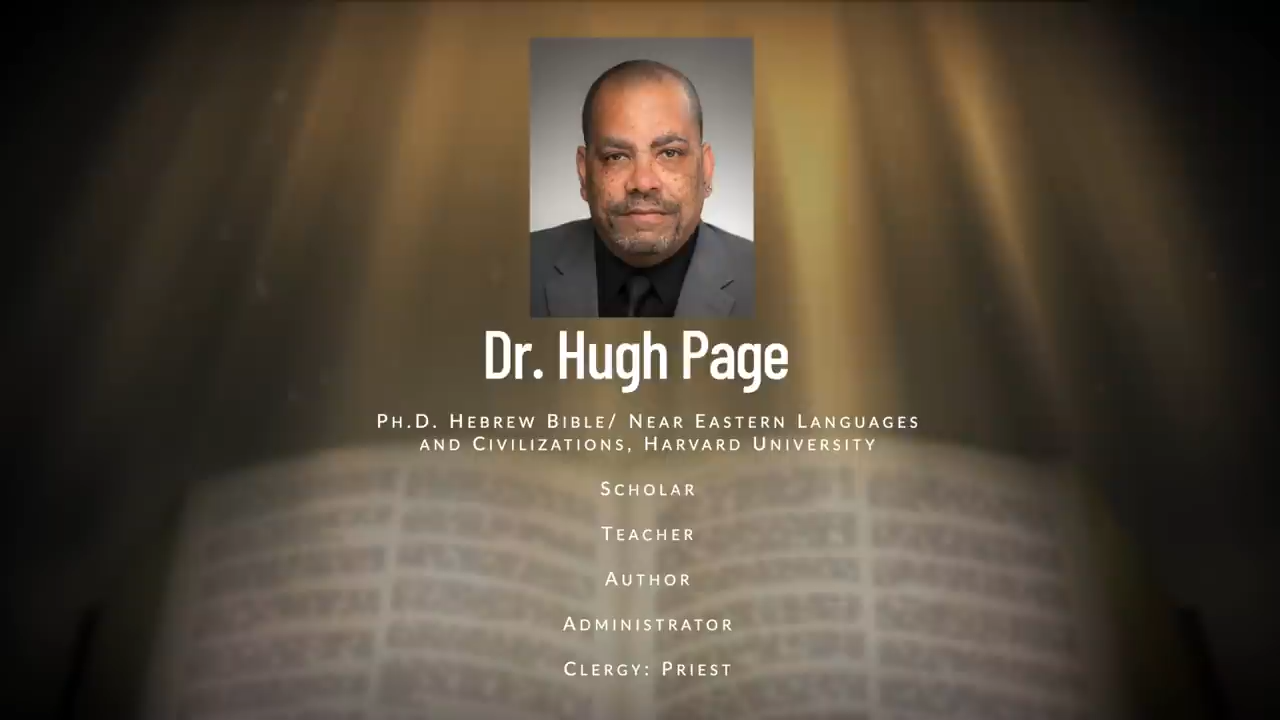 Dr. Hugh Page
Ph.D. Hebrew Bible/ Near Eastern Languages
and Civilizations, Harvard University
Scholar
Teacher
Author
Administrator
Clergy: Priest